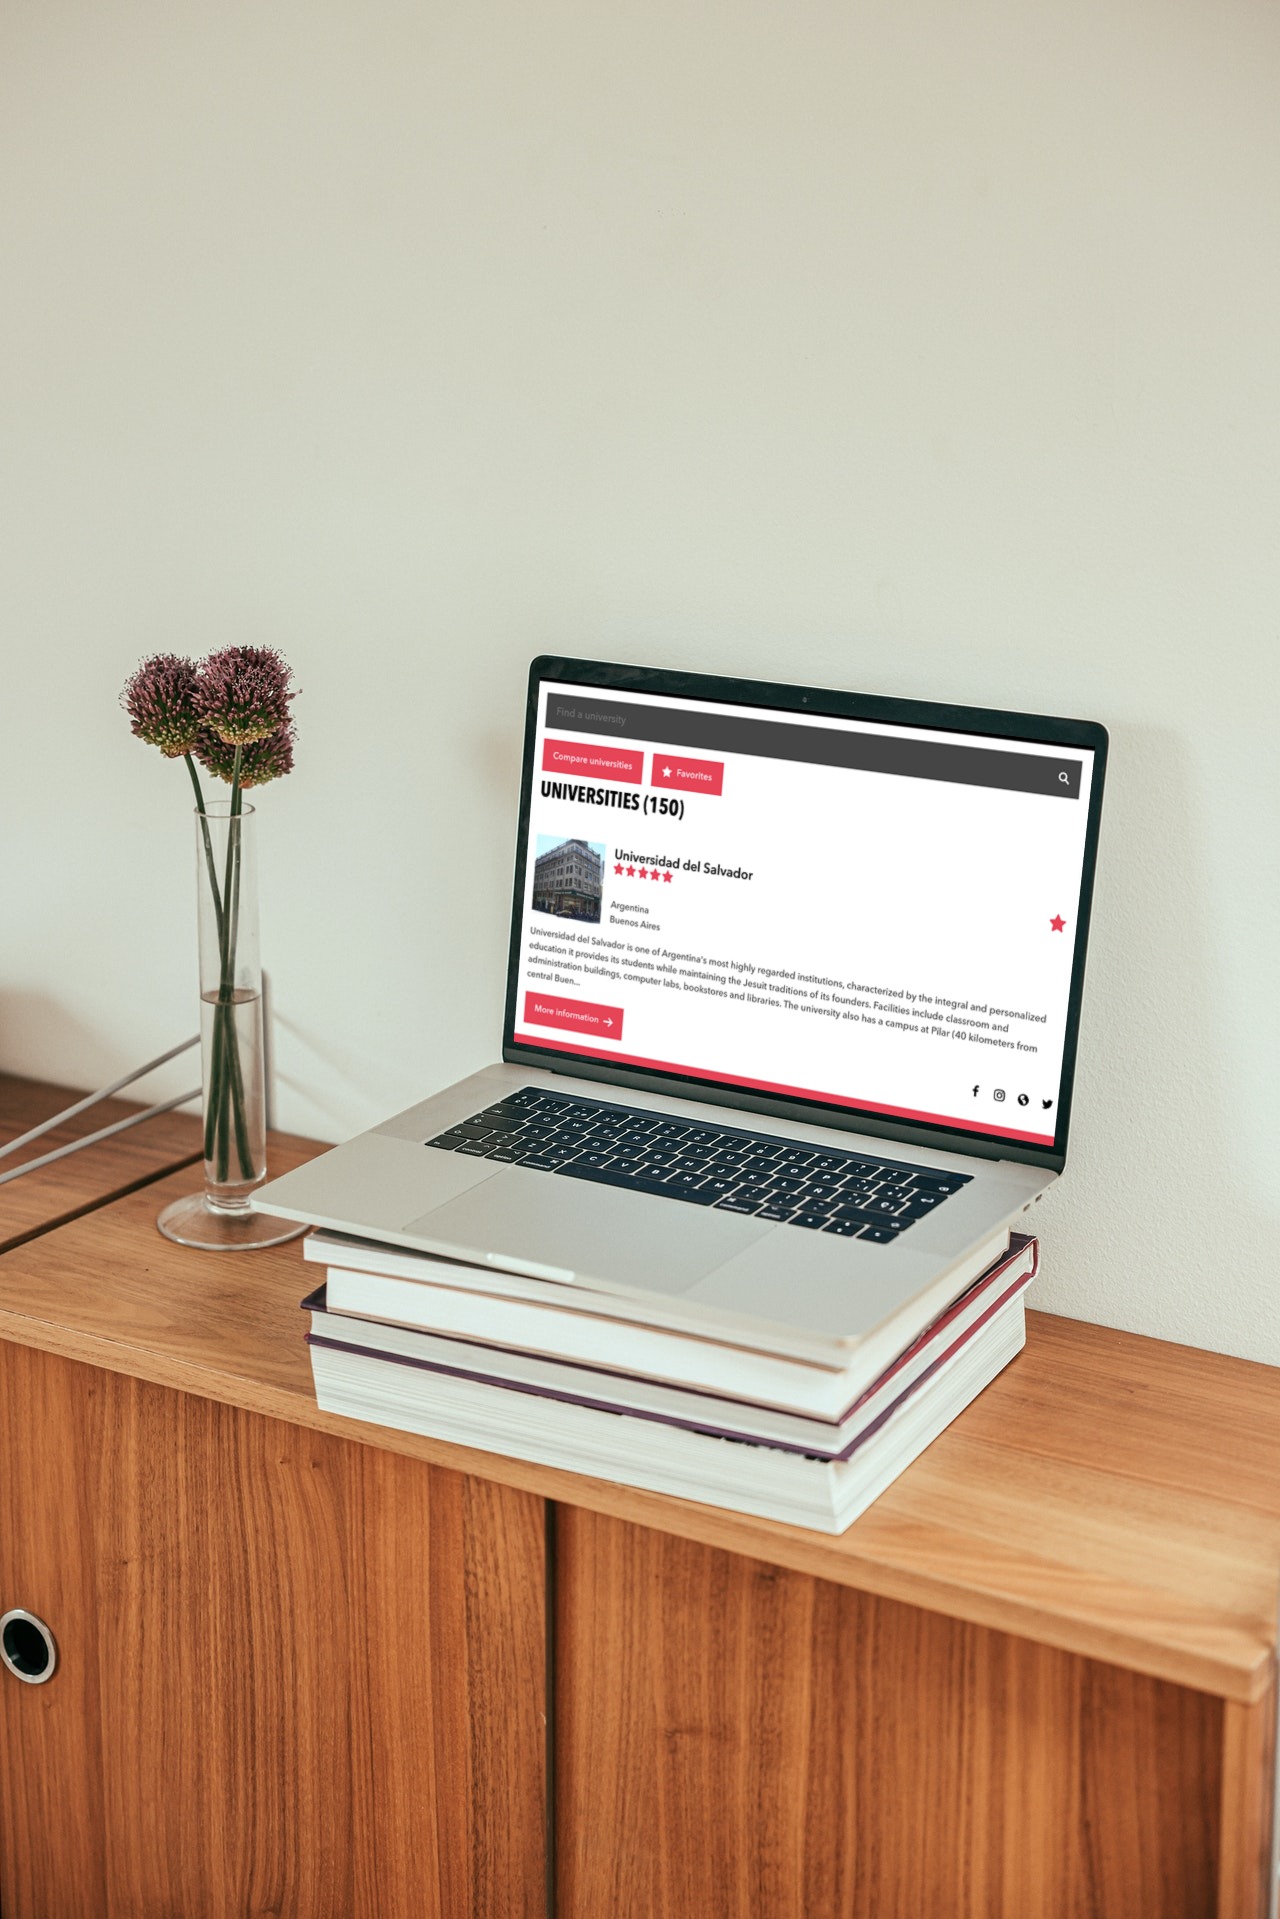 Find a university
Compare universities
Favorites
UNIVERSITIES (150)
Universidad del Salvador
Argentina
Buenos Aires
Universidad del Salvador is one of Argentina's most highly regarded institutions, characterized by the integral and personalized
education it provides its students while maintaining the Jesuit traditions of its founders. Facilities include classroom and
administration buildings, computer labs, bookstores and libraries. The university also has a campus at Pilar (40 kilometers from
central Buen...
More information